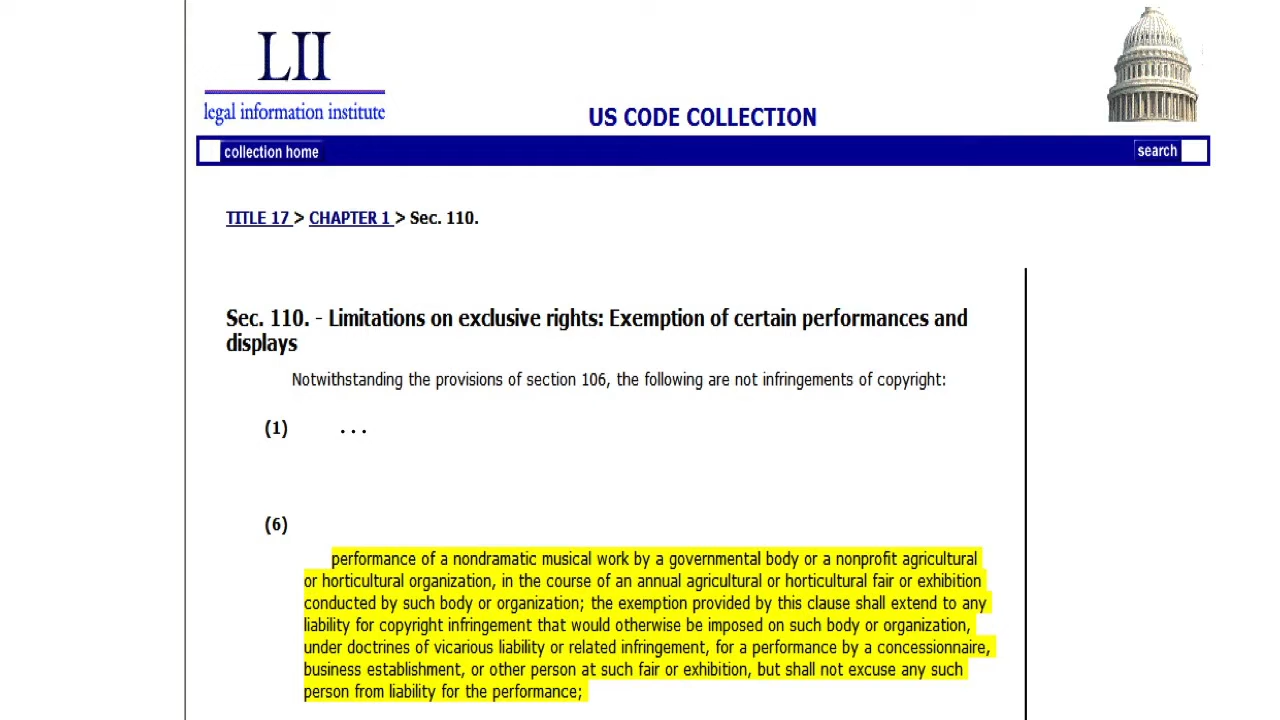 LII
legal information institute
US CODE COLLECTION
collection home
search
TITLE 17 > CHAPTER 1 > Sec. 110.
Sec. 110. - Limitations on exclusive rights: Exemption of certain performances and
displays
Notwithstanding the provisions of section 106, the following are not infringements of copyright:
(1) ...
(6)
performance of a nondramatic musical work by a governmental body or a nonprofit agricultural
or horticultural organization, in the course of an annual agricultural or horticultural fair or exhibition
conducted by such body or organization; the exemption provided by this clause shall extend to any
liability for copyright infringement that would otherwise be imposed on such body or organization,
under doctrines of vicarious liability or related infringement, for a performance by a concessionnaire,
business establishment, or other person at such fair or exhibition, but shall not excuse any such
person from liability for the performance;